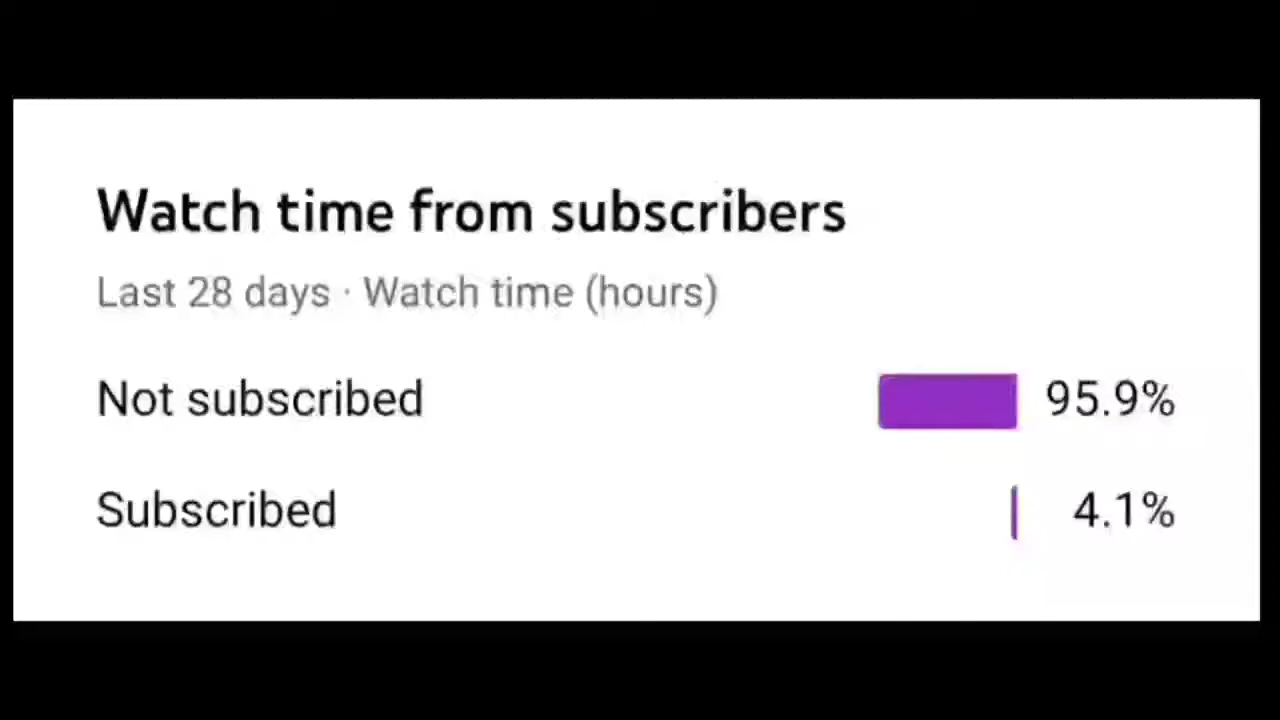 Watch time from subscribers
Last 28 days · Watch time (hours)
Not subscribed 95.9%
Subscribed 4.1%